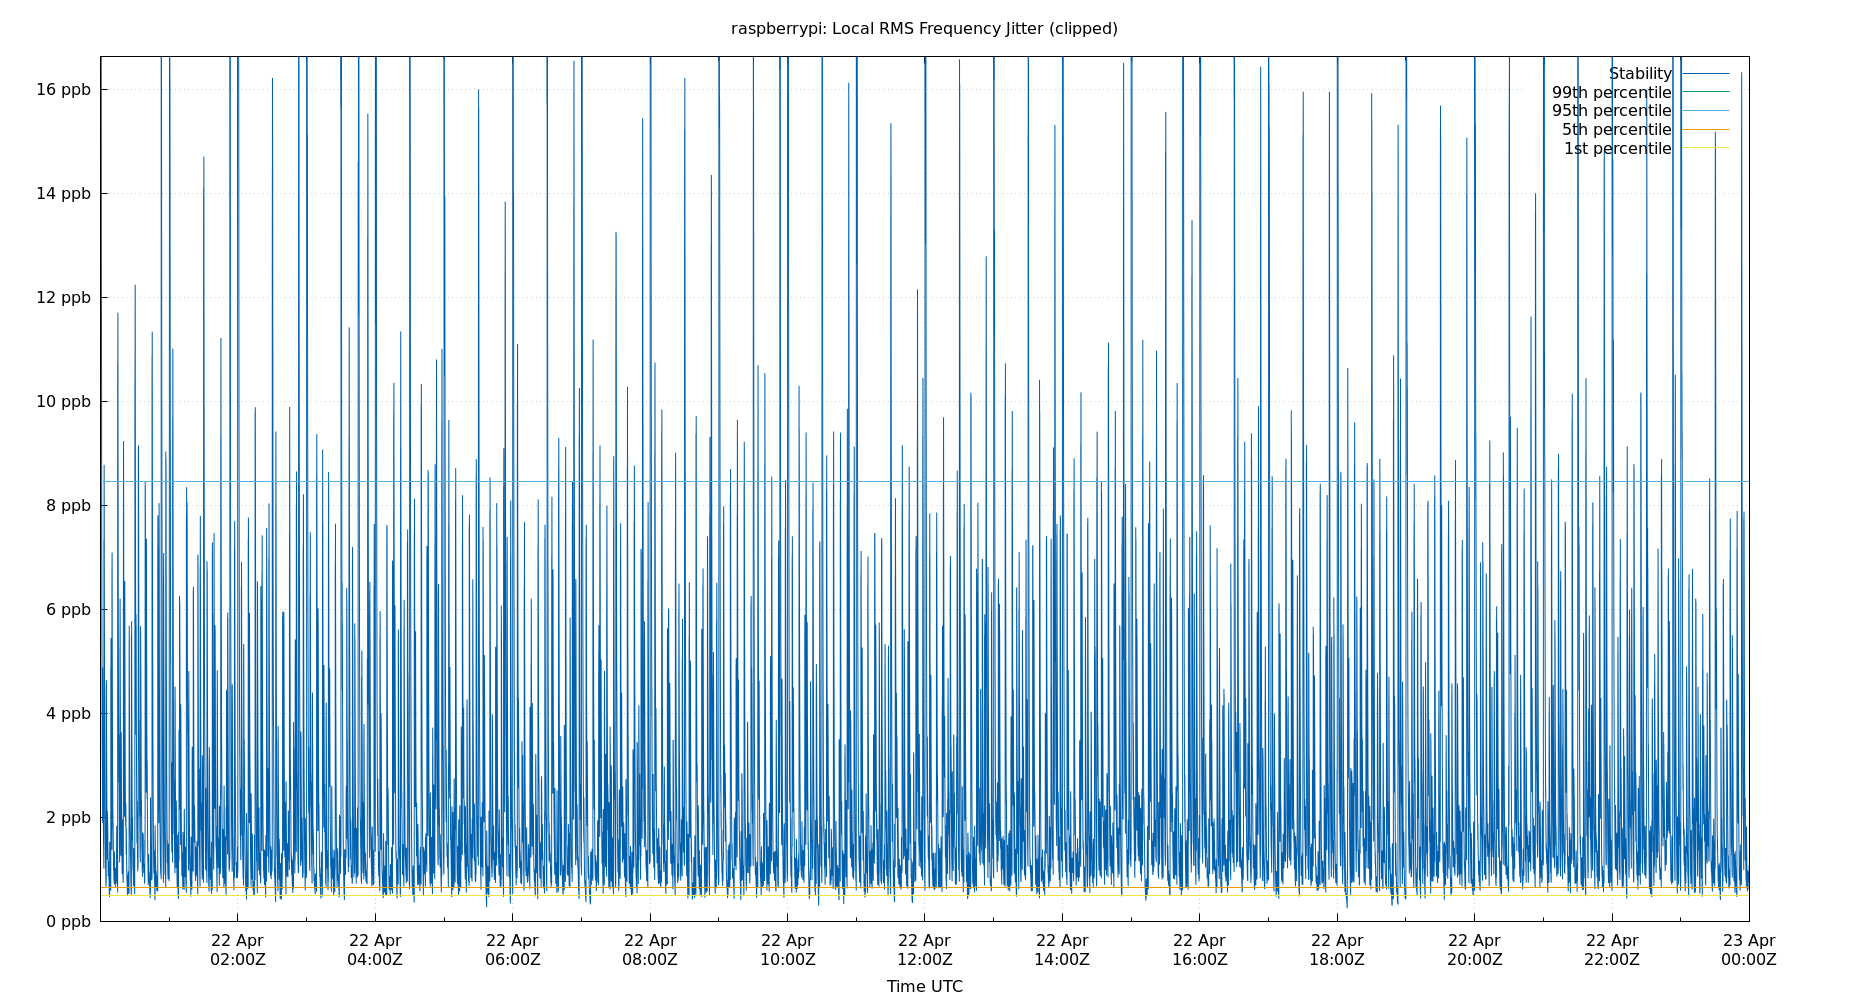 raspberrypi: Local RMS Frequency Jitter (clipped)
16 ppb
14 ppb
12 ppb
10 ppb
8 ppb
6 ppb
4 ppb
2 ppb
0 ppb
Stability
99th percentile
95th percentile
5th percentile
1st percentile
22 Apr 22 Apr 22 Apr 22 Apr 22 Apr 22 Apr 22 Apr 22 Apr 22 Apr 22 Apr 22 Apr 23 Apr
02:00Z 04:00Z 06:00Z 08:00Z 10:00Z 12:00Z 14:00Z 16:00Z 18:00Z 20:00Z 22:00Z 00:00Z
Time UTC